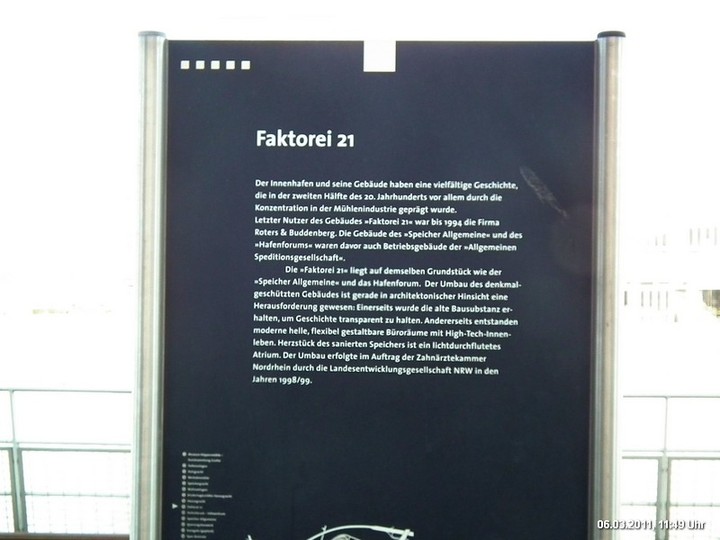 Faktorei 21
Der Innenhafen und seine Gebäude haben eine vielfältige Geschichte,
die in der zweiten Hälfte des 20. Jahrhunderts vor allem durch die
Konzentration in der Mühlenindustrie geprägt wurde.
Letzter Nutzer des Gebäudes »Faktorei 21« war bis 1994 die Firma
Roters & Buddenberg. Die Gebäude des »Speicher Allgemeine« und des
»Hafenforums« waren davor auch Betriebsgebäude der »Allgemeinen
Speditionsgesellschaft«.
Die »Faktorei 21« liegt auf demselben Grundstück wie der
»Speicher Allgemeine« und das Hafenforum. Der Umbau des denkmal-
geschützten Gebäudes ist gerade in architektonischer Hinsicht eine
Herausforderung gewesen: Einerseits wurde die alte Bausubstanz er-
halten, um Geschichte transparent zu halten. Andererseits entstanden
moderne helle, flexibel gestaltbare Büroräume mit High-Tech-Innen-
leben. Herzstück des sanierten Speichers ist ein lichtdurchflutetes
Atrium. Der Umbau erfolgte im Auftrag der Zahnärztekammer
Nordrhein durch die Landesentwicklungsgesellschaft NRW in den
Jahren 1998/99.
06.03.2011, 11:49 Uhr